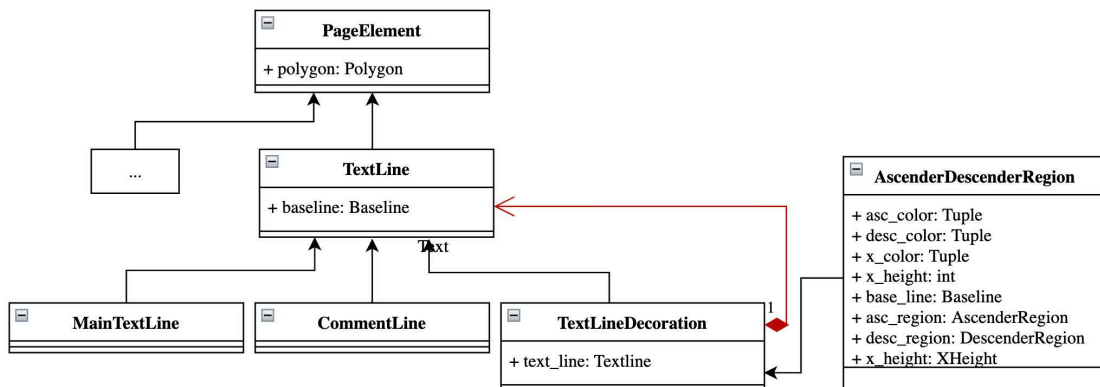 PageElement
+ polygon: Polygon
...
TextLine
+ baseline: Baseline
Text
AscenderDescenderRegion
+ asc_color: Tuple
+ desc_color: Tuple
+ x_color: Tuple
+ x_height: int
+ base_line: Baseline
+ asc_region: AscenderRegion
+ desc_region: DescenderRegion
+ x_height: XHeight
MainTextLine
CommentLine
TextLineDecoration
1
+ text_line: Textline